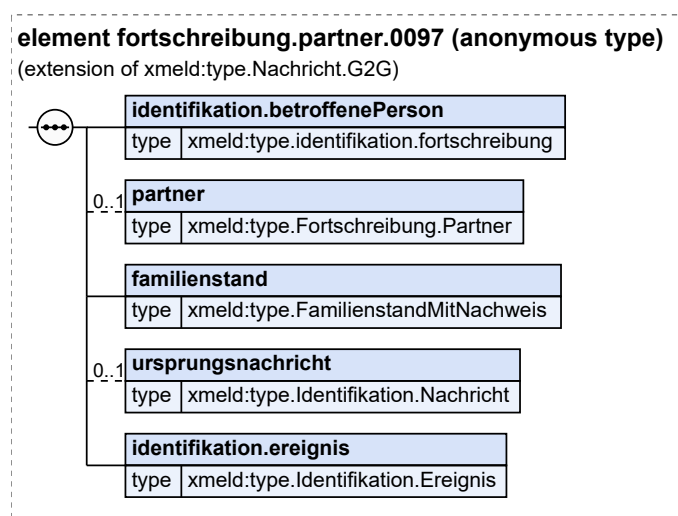 element fortschreibung.partner.0097 (anonymous type)
(extension of xmeld:type.Nachricht.G2G)
identifikation.betroffenePerson
type xmeld:type.identifikation.fortschreibung
0..1 partner
type xmeld:type.Fortschreibung.Partner
familienstand
type xmeld:type.FamilienstandMitNachweis
0..1 ursprungsnachricht
type xmeld:type.Identifikation.Nachricht
identifikation.ereignis
type xmeld:type.Identifikation.Ereignis